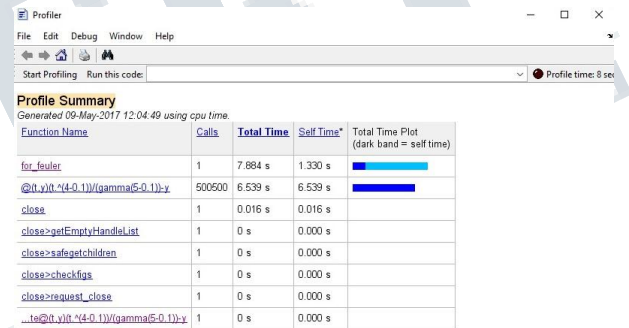 Profiler
File Edit Debug Window Help
Start Profiling Run this code: Profile time: 8 sec
Profile Summary
Generated 09-May-2017 12:04:49 using cpu time.
Function Name Calls Total Time Self Time* Total Time Plot
(dark band = self time)
for_feuler 1 7.884 s 1.330 s
@(t,y)(t.^(4-0.1))/(gamma(5-0.1))-y 500500 6.539 s 6.539 s
close 1 0.016 s 0.016 s
close>getEmptyHandleList 1 0 s 0.000 s
close>safegetchildren 1 0 s 0.000 s
close>checkfigs 1 0 s 0.000 s
close>request_close 1 0 s 0.000 s
...te@(t,y)(t.^(4-0.1))/(gamma(5-0.1))-y 1 0 s 0.000 s